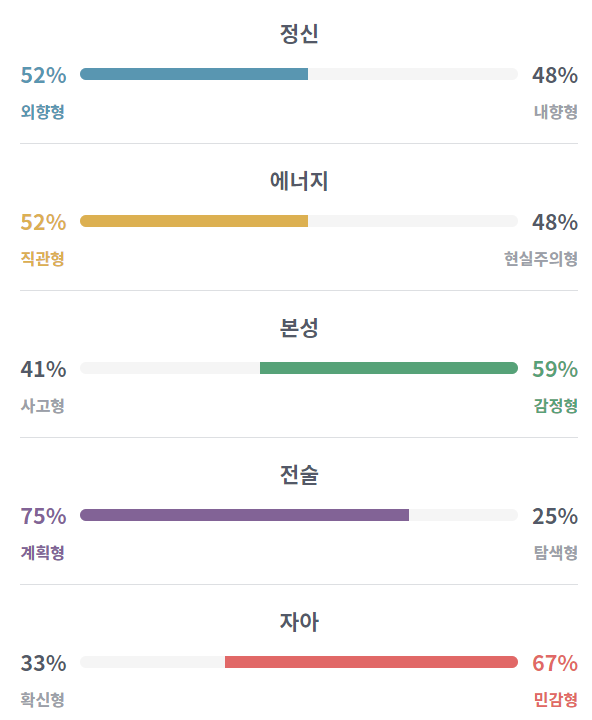 정신
52% 48%
외향형 내향형
에너지
52% 48%
직관형 현실주의형
본성
41% 59%
사고형 감정형
전술
75% 25%
계획형 탐색형
자아
33% 67%
확신형 민감형